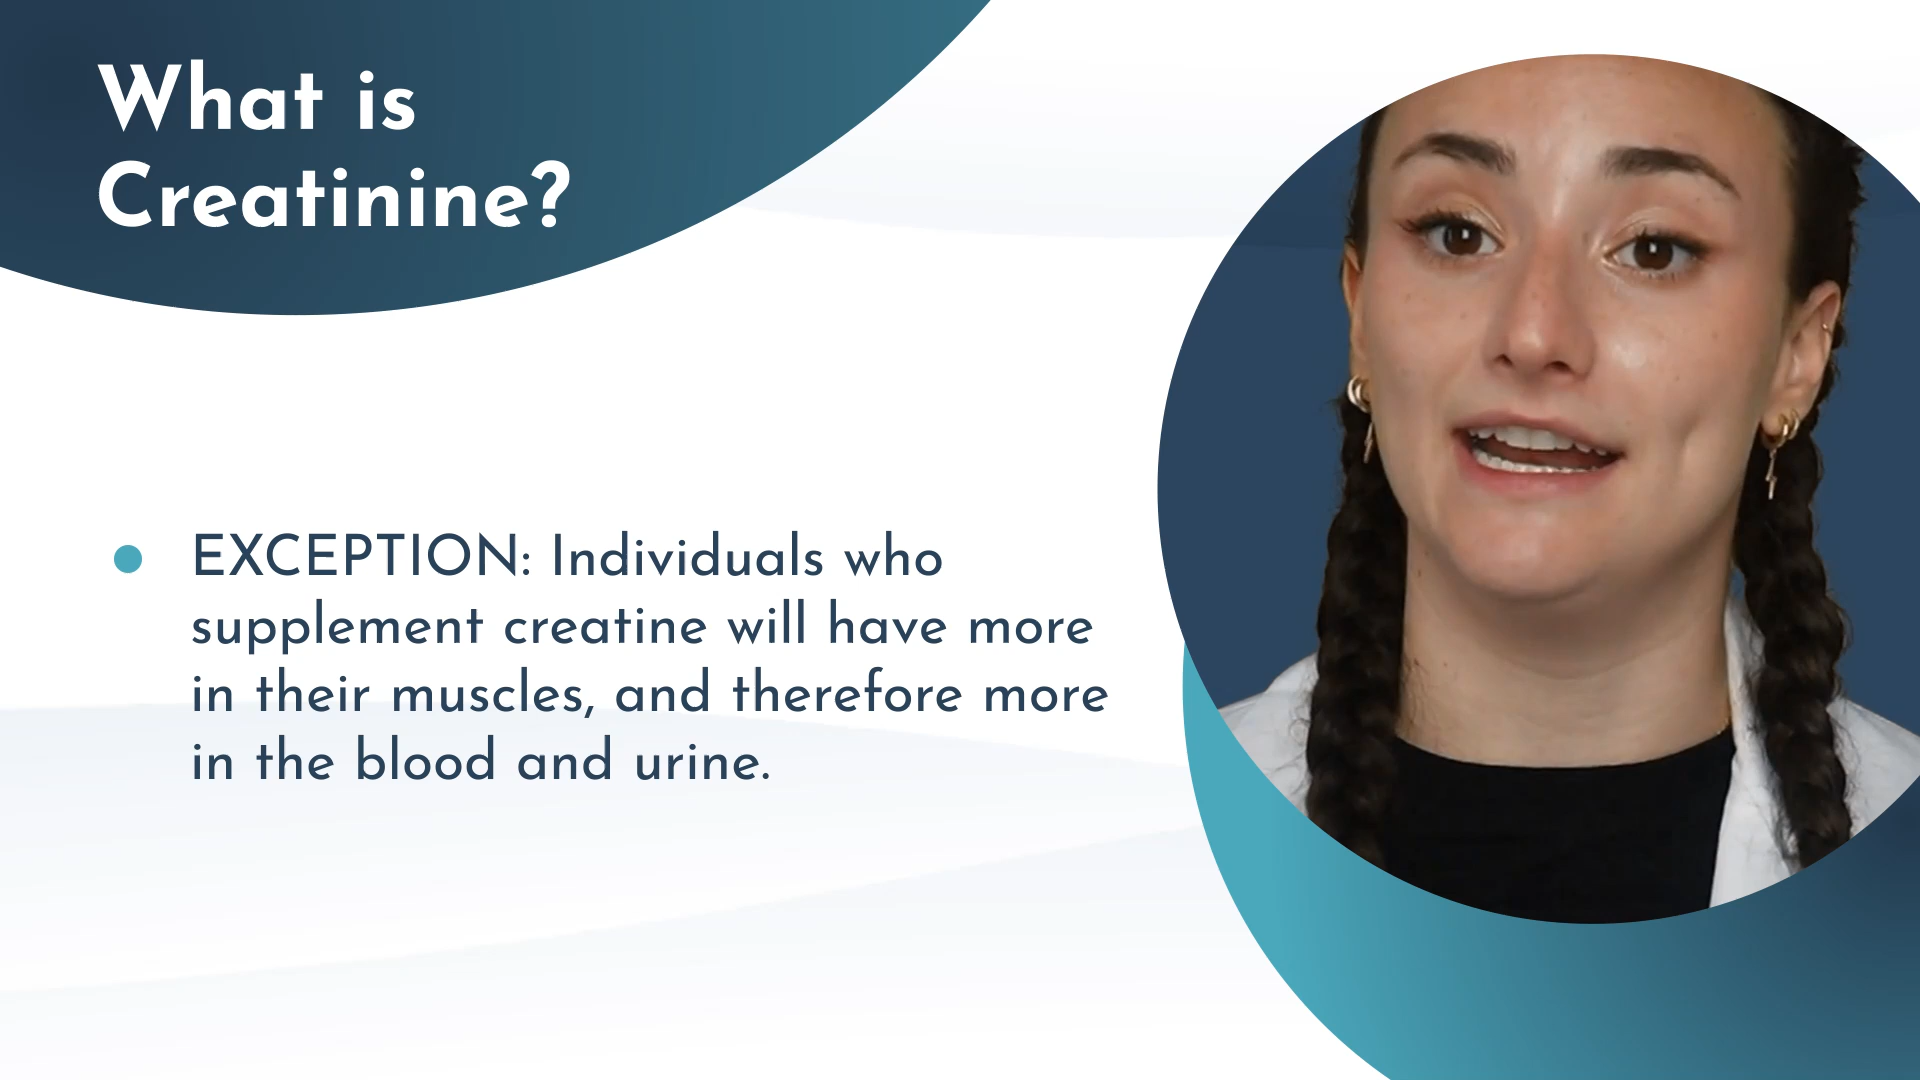 What is
Creatinine?
EXCEPTION: Individuals who
supplement creatine will have more
in their muscles, and therefore more
in the blood and urine.